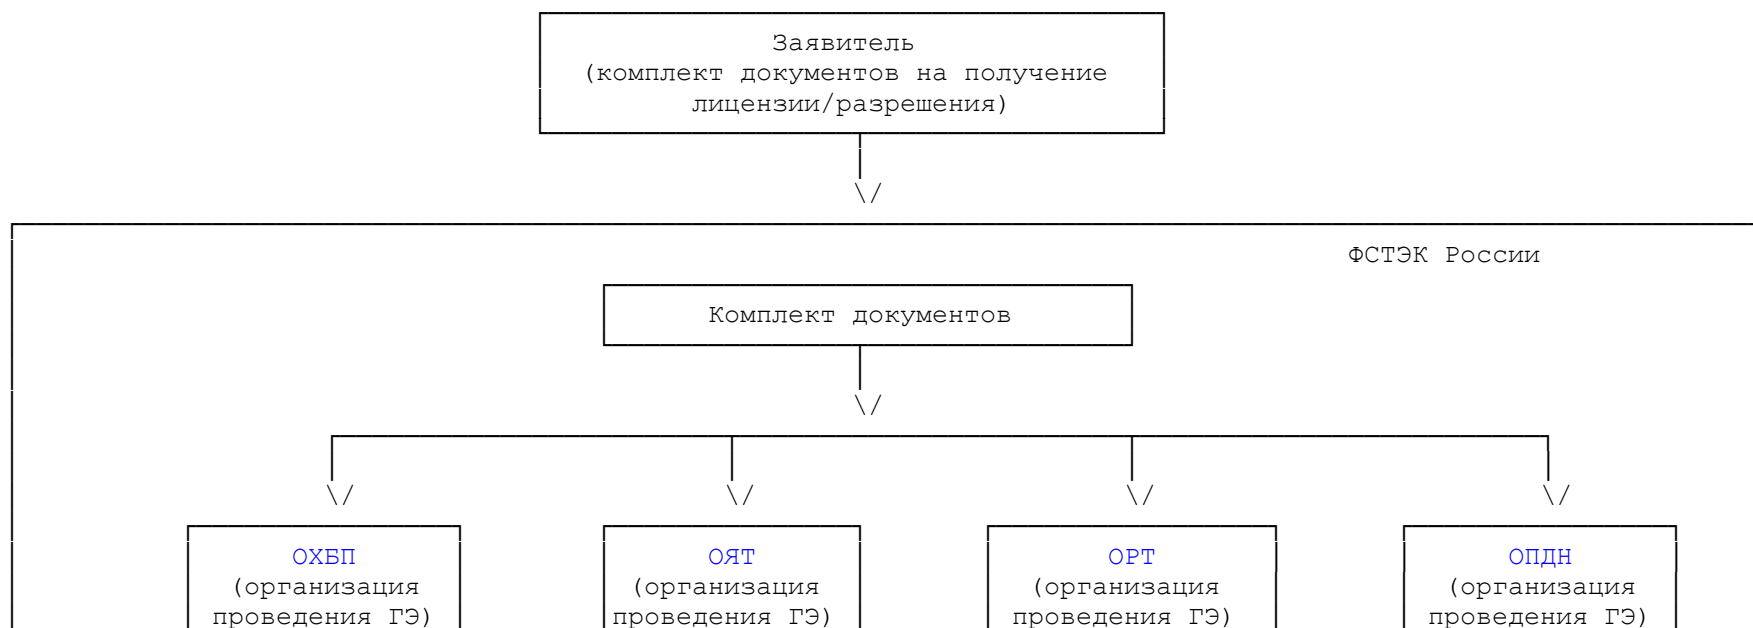 Заявитель
(комплект документов на получение
лицензии/разрешения)
ФСТЭК России
Комплект документов
ОХБП ОЯТ ОРТ ОПДН
(организация (организация (организация (организация
проведения ГЭ) проведения ГЭ) проведения ГЭ) проведения ГЭ)